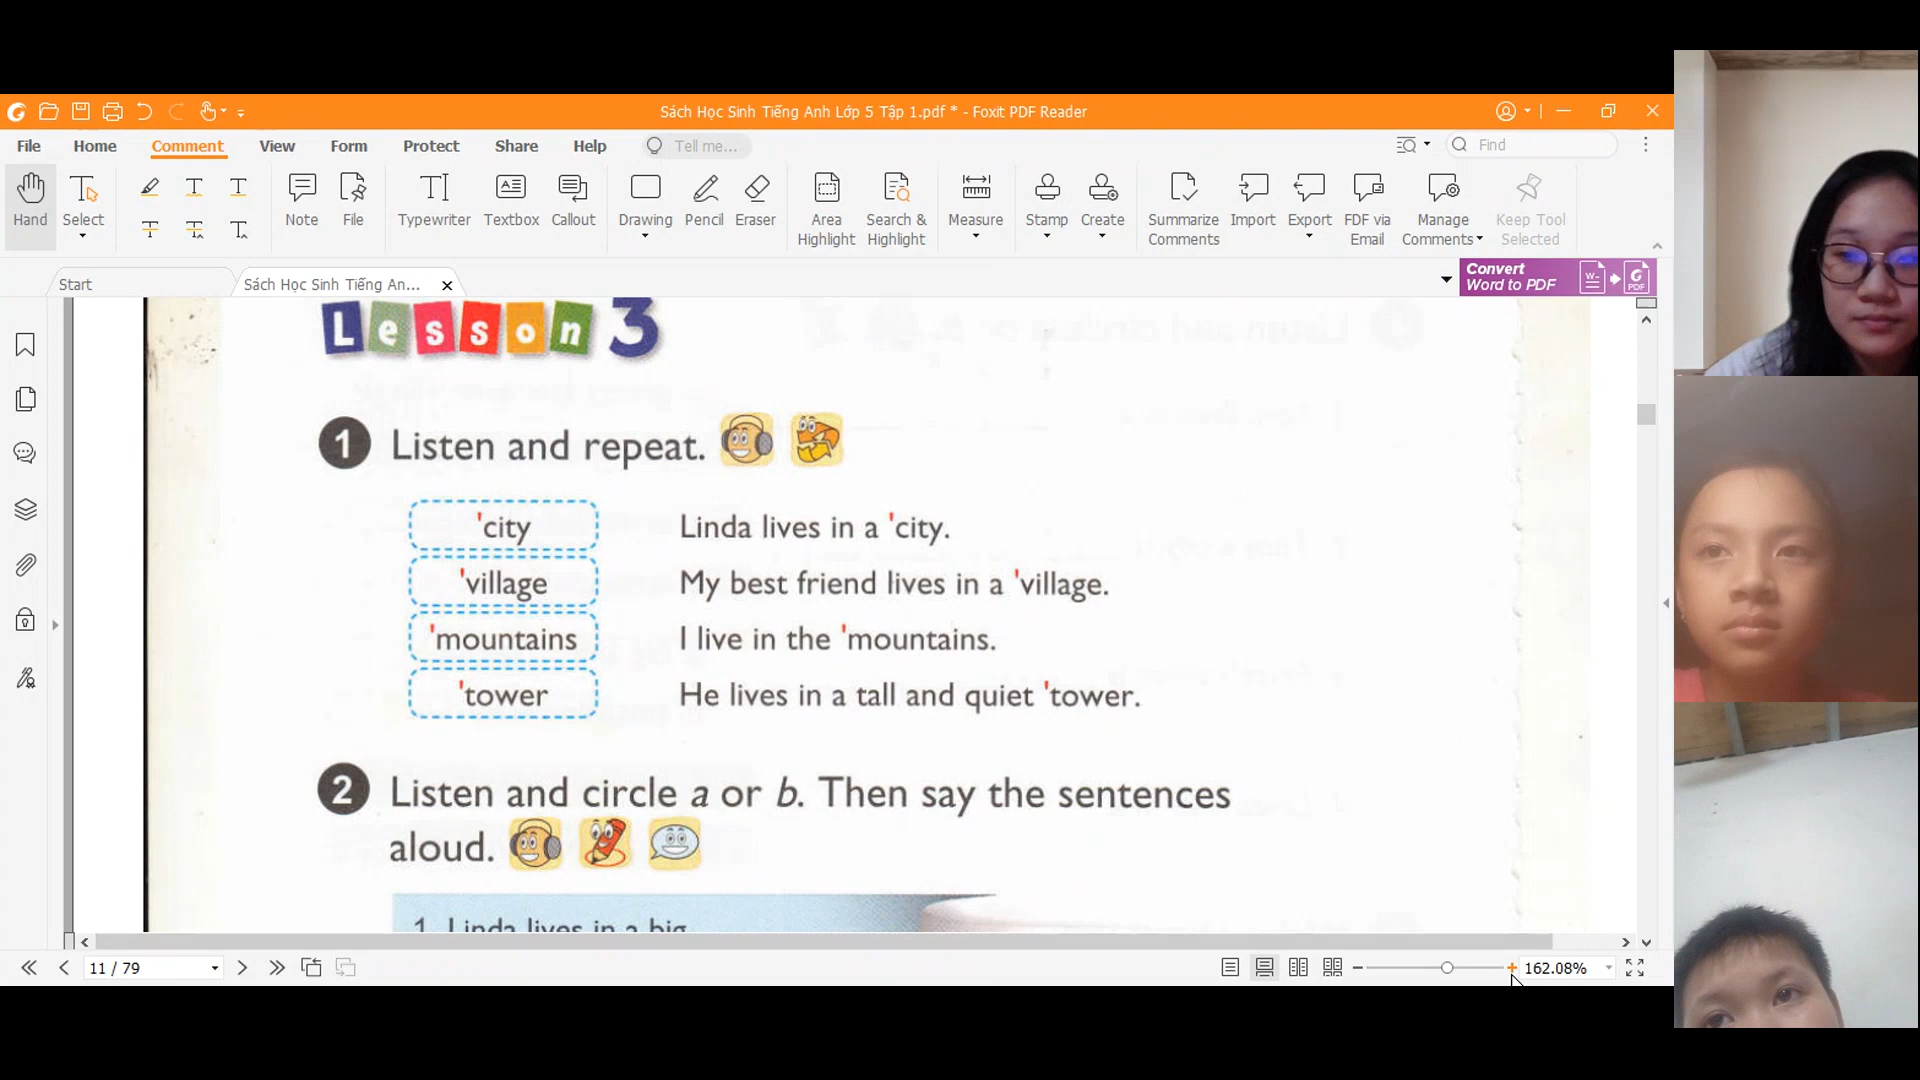 Sách Học Sinh Tiếng Anh Lớp 5 Tập 1.pdf * - Foxit PDF Reader
File Home Comment View Form Protect Share Help Tell me... Find
Hand Select Note File Typewriter Textbox Callout Drawing Pencil Eraser Area Highlight Search & Highlight Measure Stamp Create Summarize Comments Import Export FDF via Email Manage Comments Keep Tool Selected
Start Sách Học Sinh Tiếng An... Convert Word to PDF
Lesson 3
1 Listen and repeat.
'city Linda lives in a 'city.
'village My best friend lives in a 'village.
'mountains I live in the 'mountains.
'tower He lives in a tall and quiet 'tower.
2 Listen and circle a or b. Then say the sentences
aloud.
1. Linda lives in a big
11 / 79 162.08%